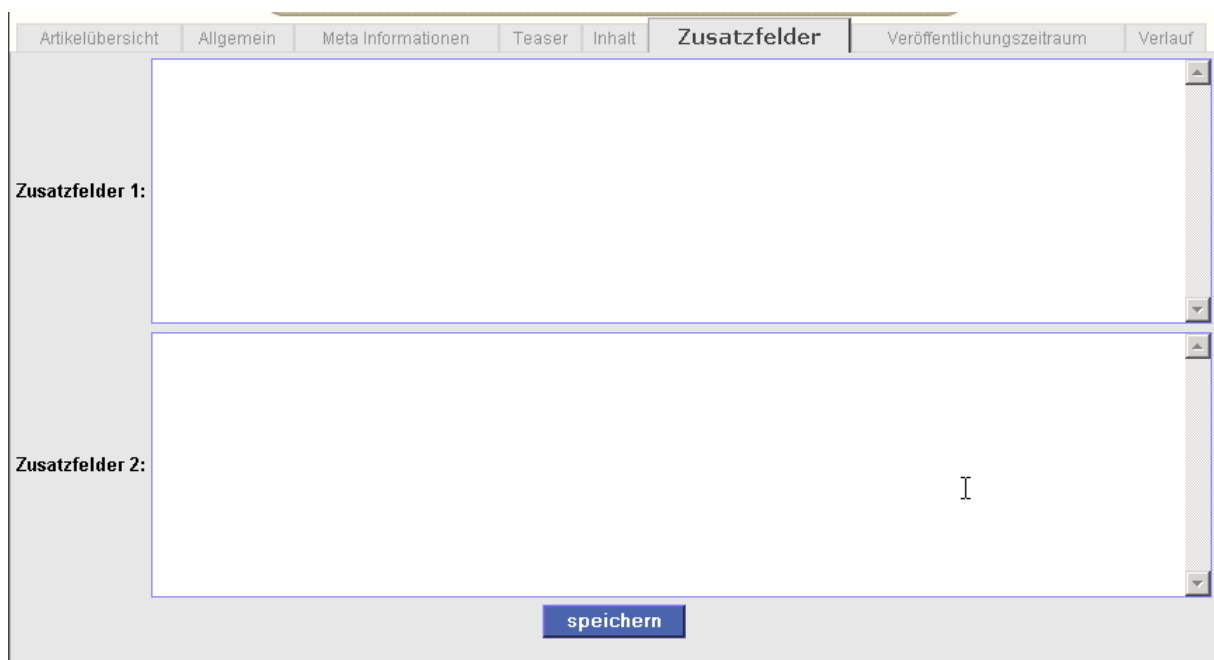 Artikelübersicht Allgemein Meta Informationen Teaser Inhalt Zusatzfelder Veröffentlichungszeitraum Verlauf
Zusatzfelder 1:
Zusatzfelder 2:
speichern